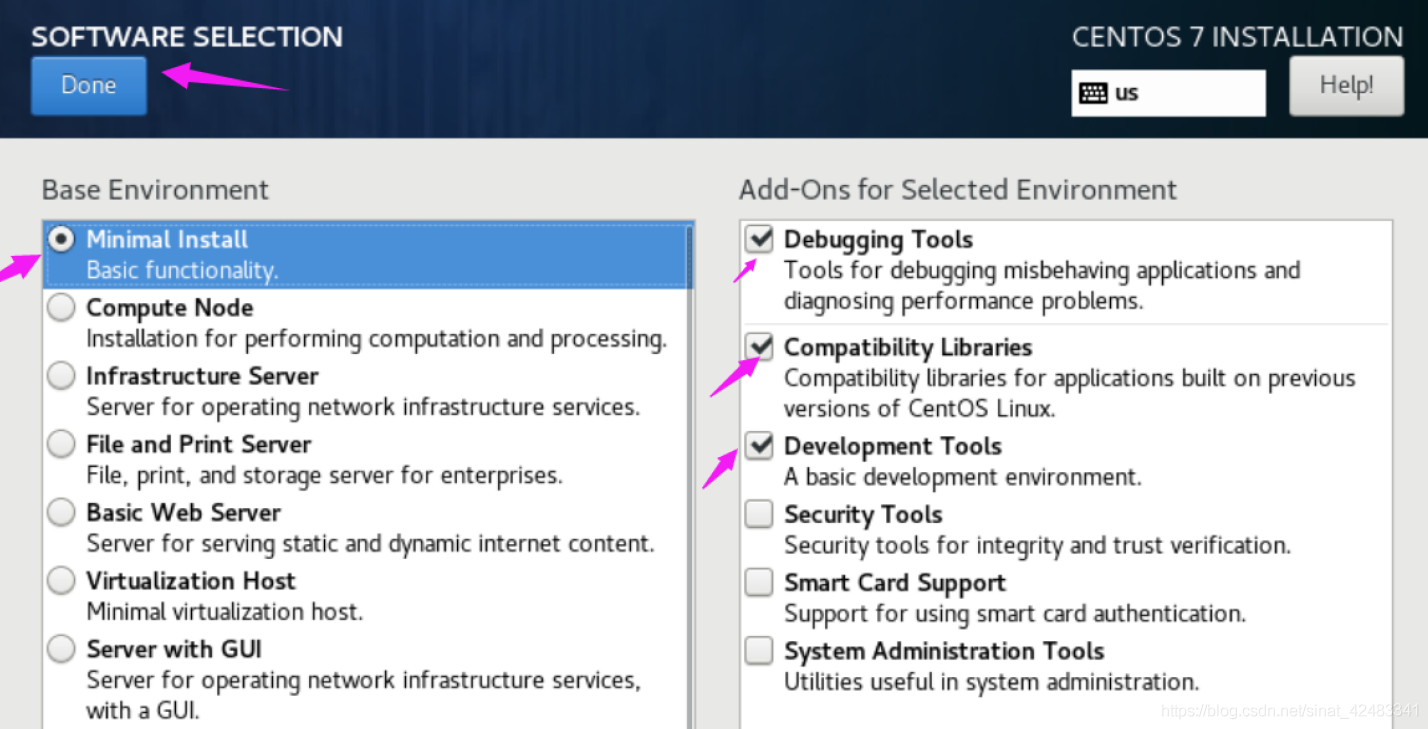 SOFTWARE SELECTION
CENTOS 7 INSTALLATION
Done
us
Help!
Base Environment
Minimal Install
Basic functionality.
Compute Node
Installation for performing computation and processing.
Infrastructure Server
Server for operating network infrastructure services.
File and Print Server
File, print, and storage server for enterprises.
Basic Web Server
Server for serving static and dynamic internet content.
Virtualization Host
Minimal virtualization host.
Server with GUI
Server for operating network infrastructure services,
with a GUI.
Add-Ons for Selected Environment
Debugging Tools
Tools for debugging misbehaving applications and
diagnosing performance problems.
Compatibility Libraries
Compatibility libraries for applications built on previous
versions of CentOS Linux.
Development Tools
A basic development environment.
Security Tools
Security tools for integrity and trust verification.
Smart Card Support
Support for using smart card authentication.
System Administration Tools
Utilities useful in system administration.
https://blog.csdn.net/sinat_42483341